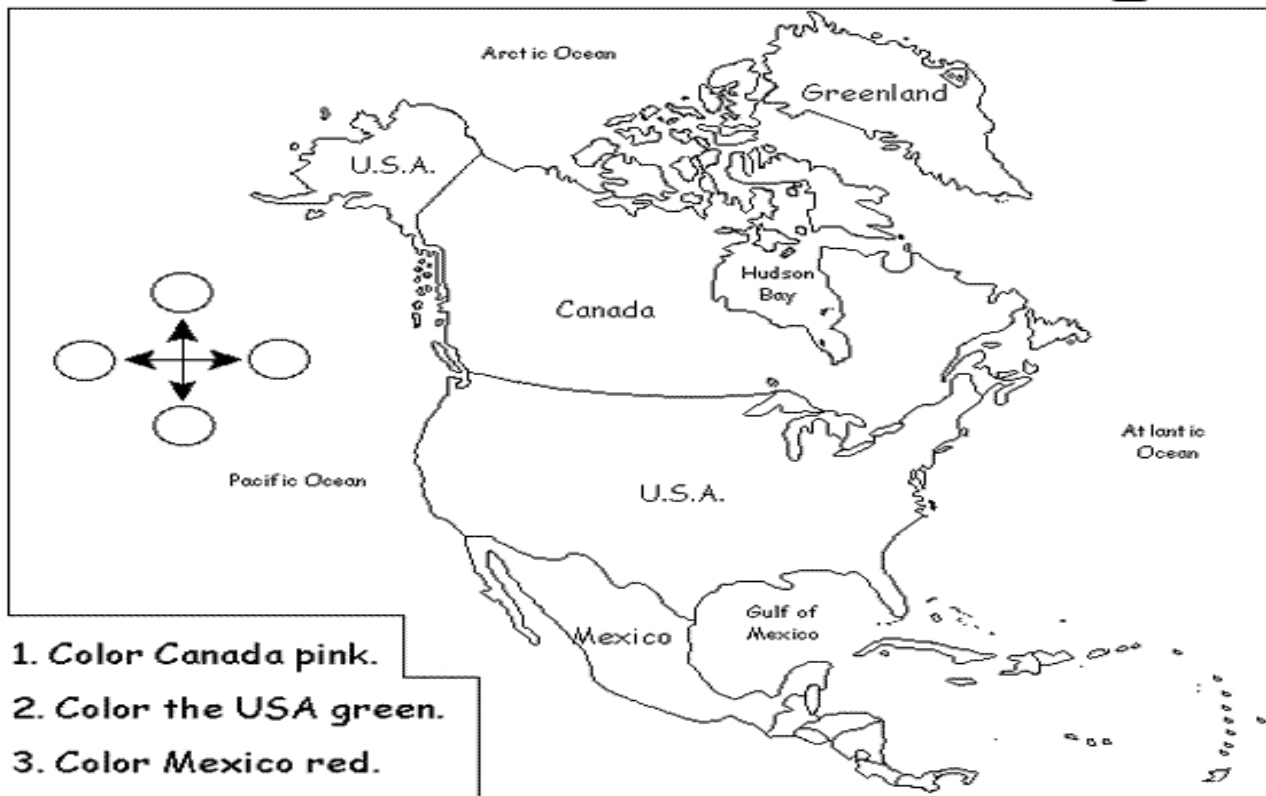 Arctic Ocean
Greenland
U.S.A.
Hudson
Bay
Canada
Atlantic
Ocean
Pacific Ocean
U.S.A.
Gulf of
Mexico
Mexico
1. Color Canada pink.
2. Color the USA green.
3. Color Mexico red.